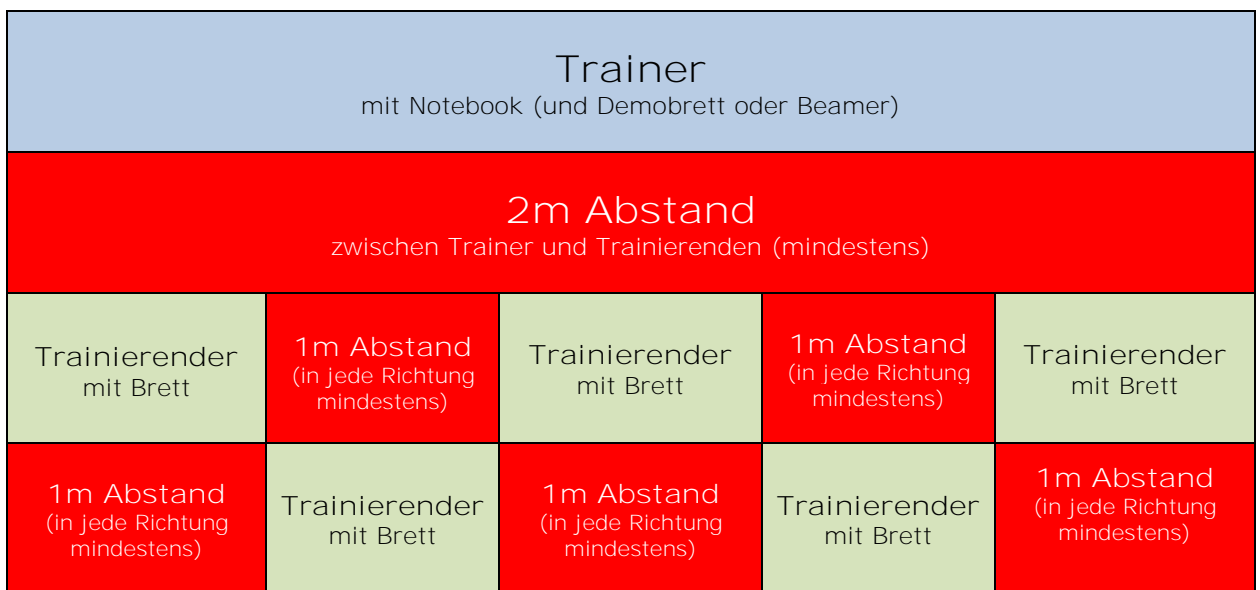 Trainer
mit Notebook (und Demobrett oder Beamer)
2m Abstand
zwischen Trainer und Trainierenden (mindestens)
Trainierender
mit Brett
1m Abstand
(in jede Richtung
mindestens)
Trainierender
mit Brett
1m Abstand
(in jede Richtung
mindestens)
Trainierender
mit Brett
1m Abstand
(in jede Richtung
mindestens)
Trainierender
mit Brett
1m Abstand
(in jede Richtung
mindestens)
Trainierender
mit Brett
1m Abstand
(in jede Richtung
mindestens)